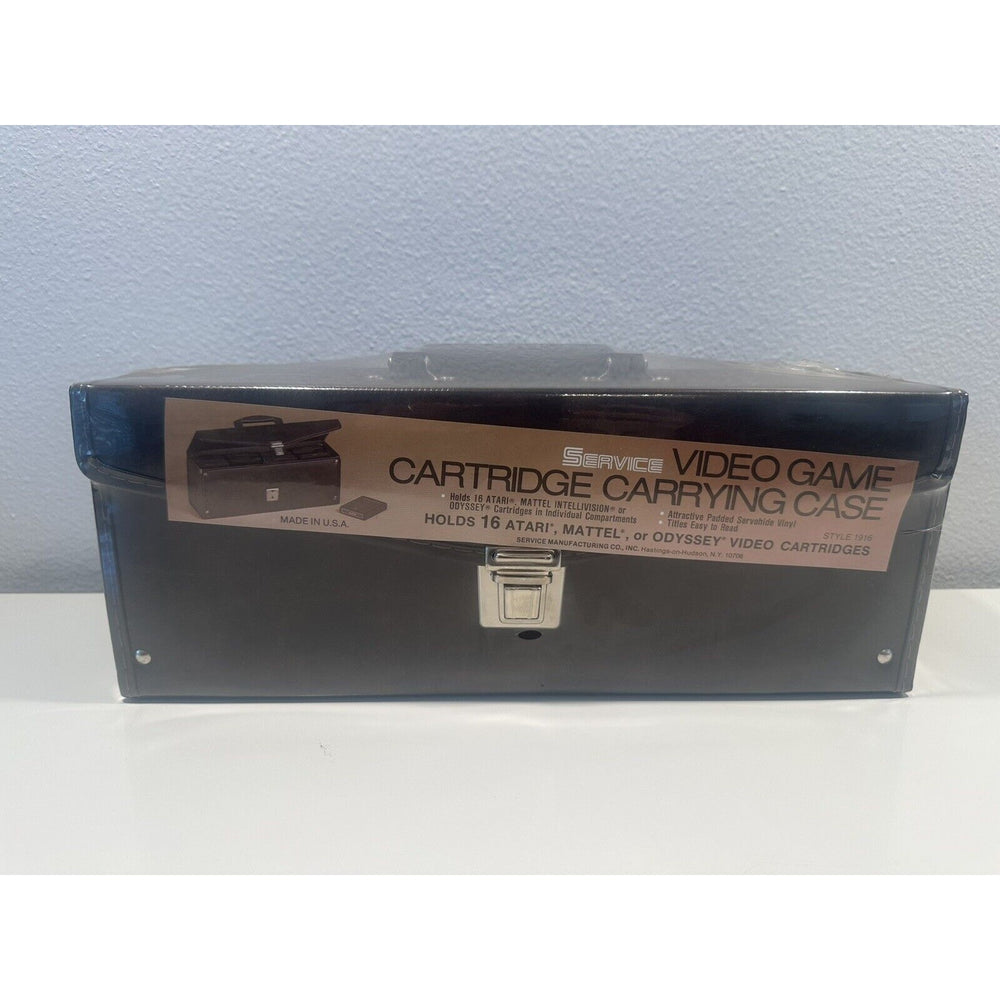 SERVICE VIDEO GAME
CARTRIDGE CARRYING CASE
• Holds 16 ATARI®, MATTEL INTELLIVISION® or
ODYSSEY® Cartridges in Individual Compartments
• Attractive Padded Servohide Vinyl
• Titles Easy to Read
MADE IN U.S.A.
HOLDS 16 ATARI®, MATTEL®, or ODYSSEY® VIDEO CARTRIDGES
STYLE 1916
SERVICE MANUFACTURING CO., INC. Hastings-on-Hudson, N.Y. 10706